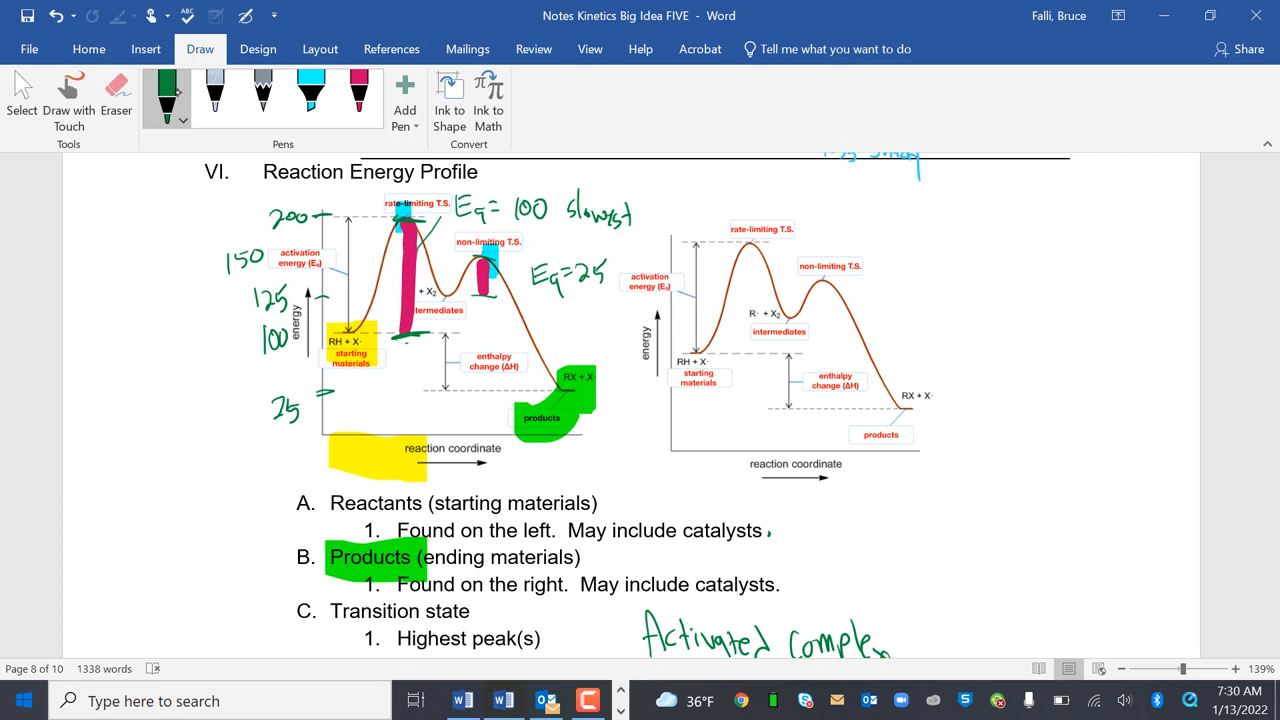 Notes Kinetics Big Idea FIVE - Word
Falli, Bruce
File Home Insert Draw Design Layout References Mailings Review View Help Acrobat Tell me what you want to do Share
Select Draw with Touch Eraser Add Pen Ink to Shape Ink to Math
Tools Pens Convert
VI. Reaction Energy Profile
200
rate-limiting T.S.
Ea = 100 slowest
150
activation energy (Ea)
non-limiting T.S.
Ea = 25
125
+ X2
ntermediates
energy
100
RH + X·
starting materials
enthalpy change (ΔH)
RX + X·
25
products
reaction coordinate
rate-limiting T.S.
non-limiting T.S.
activation energy (Ea)
R· + X2
intermediates
energy
RH + X·
starting materials
enthalpy change (ΔH)
RX + X·
products
reaction coordinate
A. Reactants (starting materials)
1. Found on the left. May include catalysts.
B. Products (ending materials)
1. Found on the right. May include catalysts.
C. Transition state
1. Highest peak(s)
Activated complex
Page 8 of 10 1338 words 139%
Type here to search 36°F 7:30 AM
1/13/2022